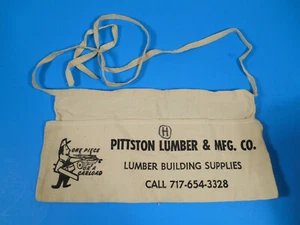 ONE PIECE
OR A
CARLOAD
H
PITTSTON LUMBER & MFG. CO.
LUMBER BUILDING SUPPLIES
CALL 717-654-3328